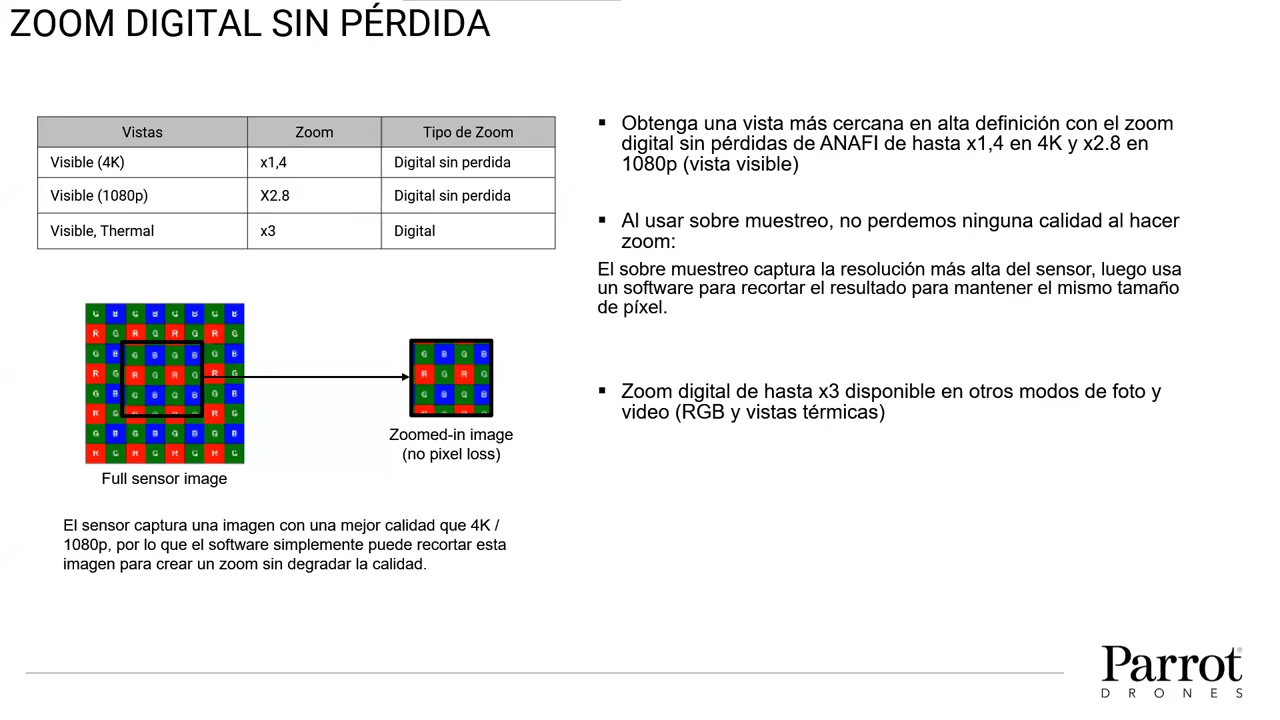 ZOOM DIGITAL SIN PÉRDIDA
Vistas Zoom Tipo de Zoom
Visible (4K) x1,4 Digital sin perdida
Visible (1080p) X2.8 Digital sin perdida
Visible, Thermal x3 Digital
G B G B G B G B
R G R G R G R G
G B G B G B G B
R G R G R G R G
G B G B G B G B
R G R G R G R G
G B G B G B G B
R G R G R G R G
Full sensor image
G B G B
R G R G
G B G B
R G R G
Zoomed-in image
(no pixel loss)
El sensor captura una imagen con una mejor calidad que 4K /
1080p, por lo que el software simplemente puede recortar esta
imagen para crear un zoom sin degradar la calidad.
▪ Obtenga una vista más cercana en alta definición con el zoom
digital sin pérdidas de ANAFI de hasta x1,4 en 4K y x2.8 en
1080p (vista visible)
▪ Al usar sobre muestreo, no perdemos ninguna calidad al hacer
zoom:
El sobre muestreo captura la resolución más alta del sensor, luego usa
un software para recortar el resultado para mantener el mismo tamaño
de píxel.
▪ Zoom digital de hasta x3 disponible en otros modos de foto y
video (RGB y vistas térmicas)
Parrot
DRONES